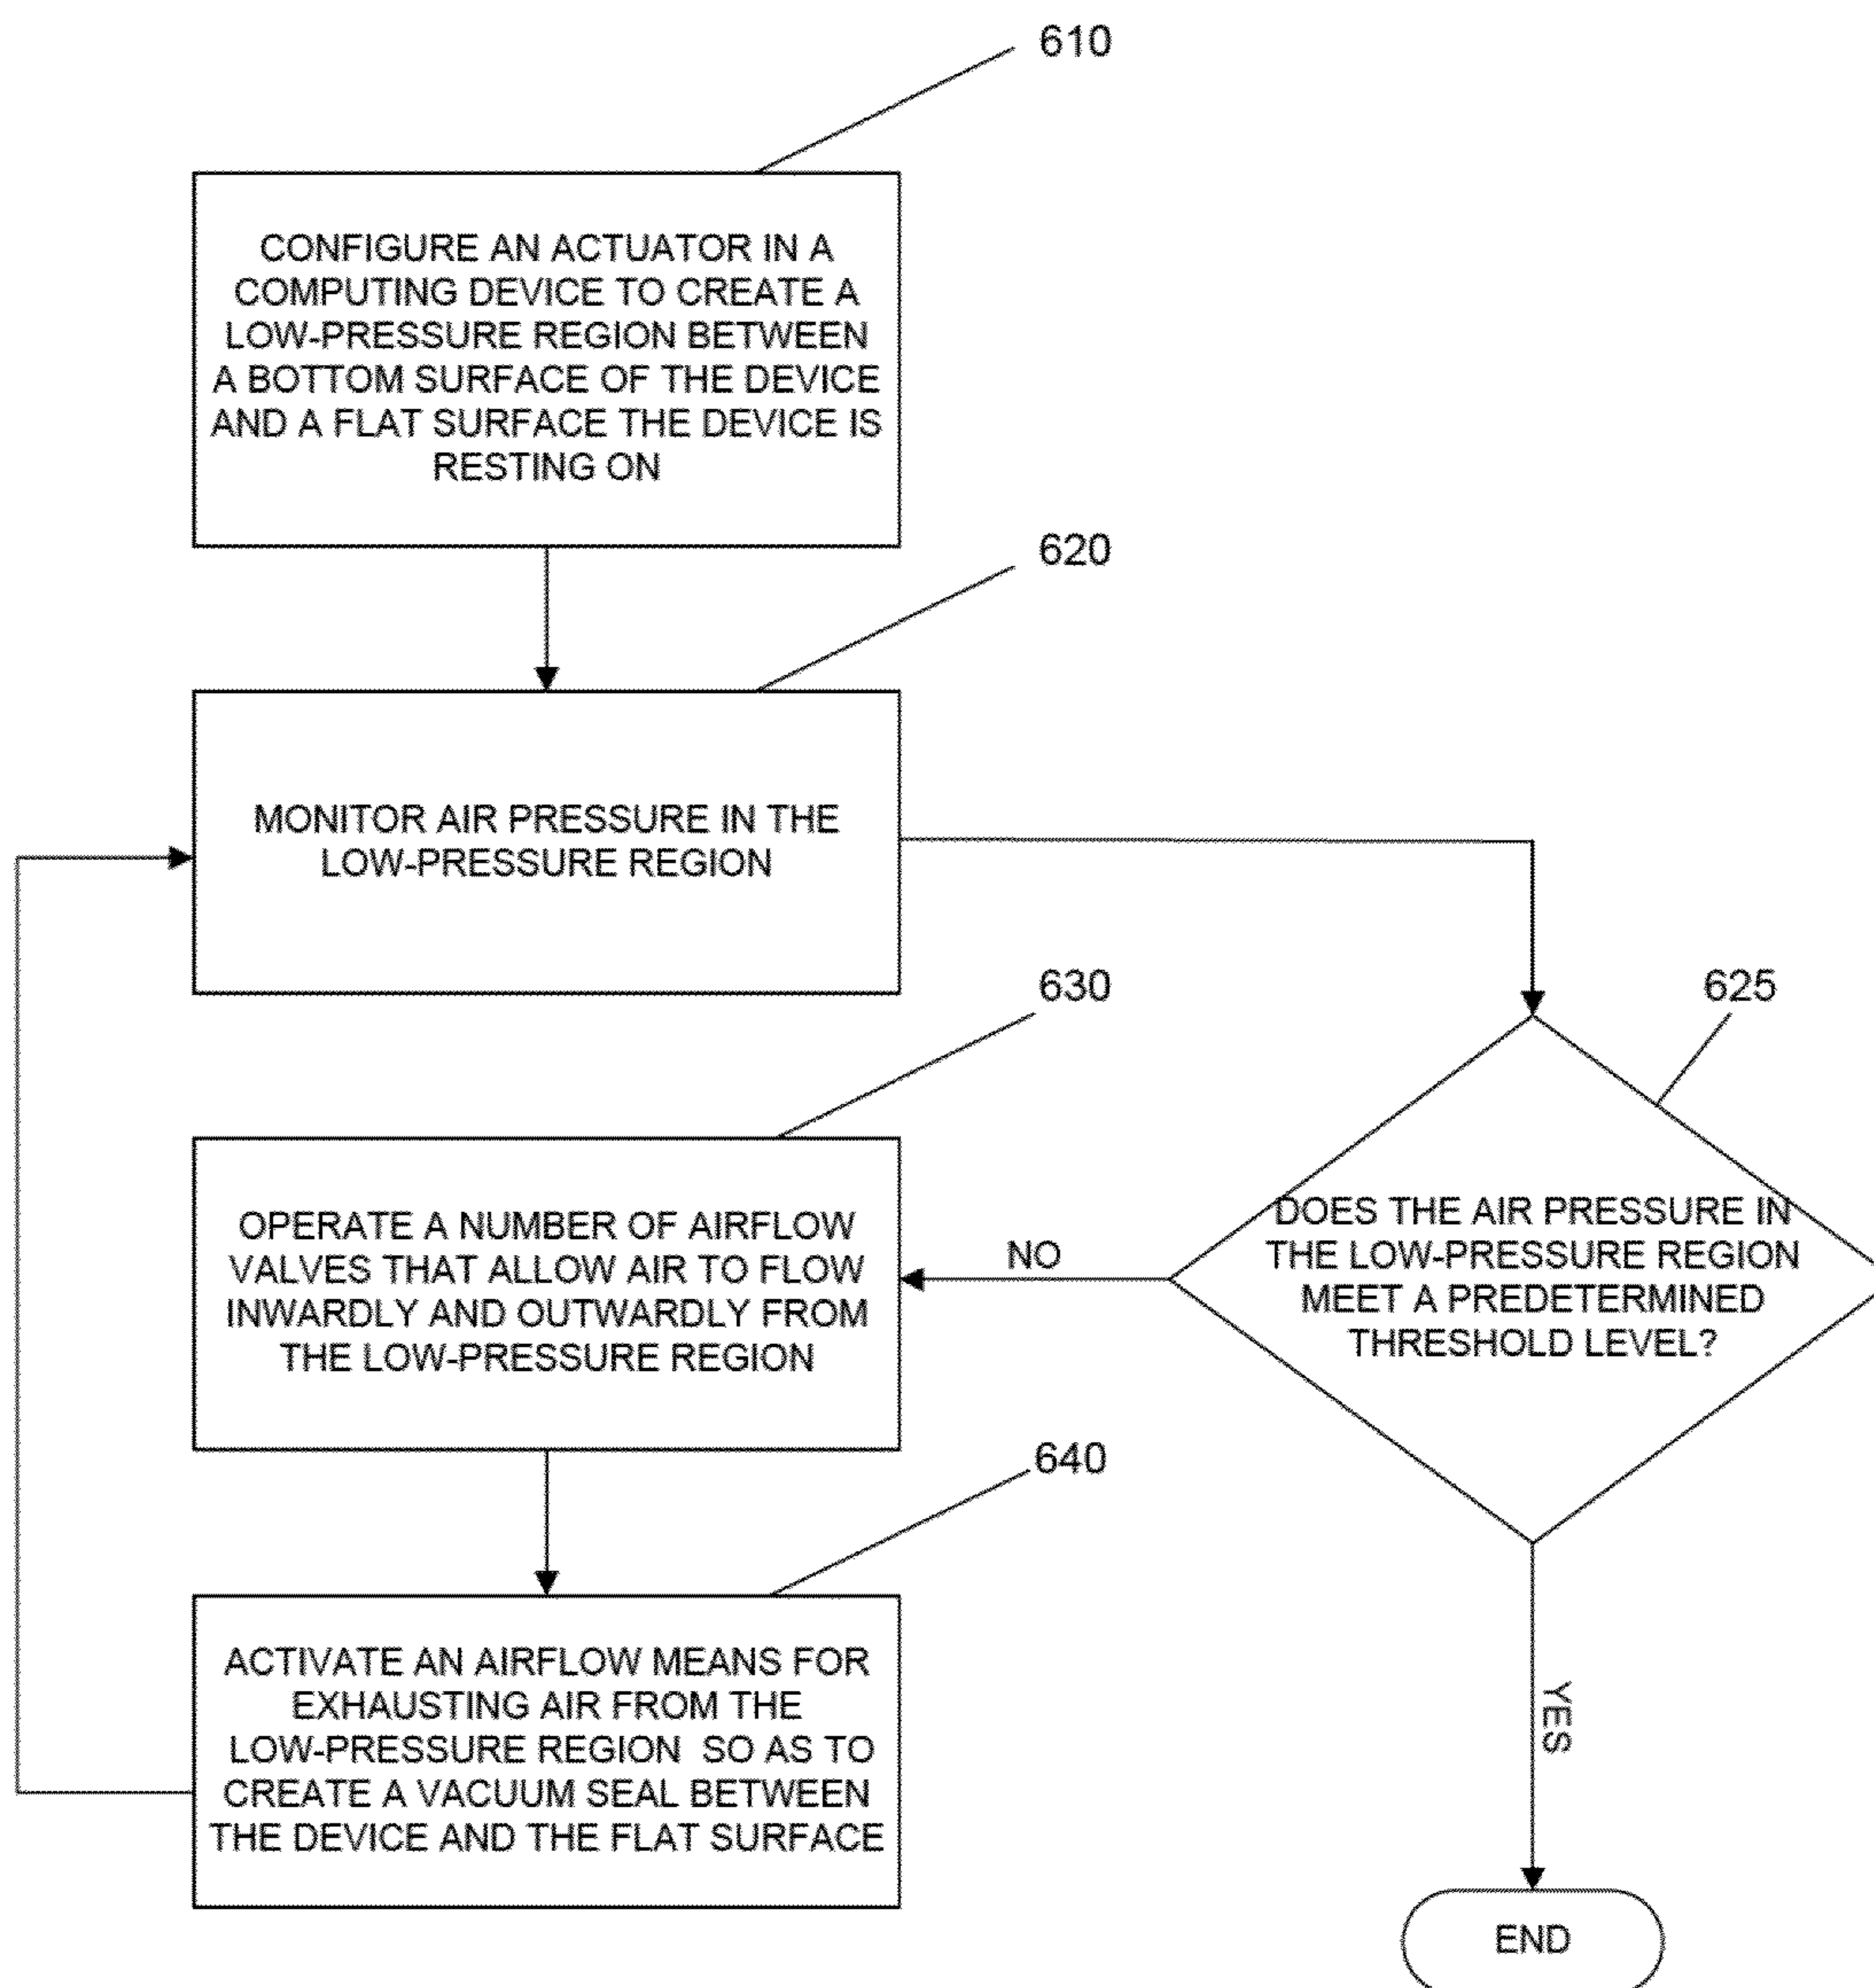 610
CONFIGURE AN ACTUATOR IN A
COMPUTING DEVICE TO CREATE A
LOW-PRESSURE REGION BETWEEN
A BOTTOM SURFACE OF THE DEVICE
AND A FLAT SURFACE THE DEVICE IS
RESTING ON
620
MONITOR AIR PRESSURE IN THE
LOW-PRESSURE REGION
625
DOES THE AIR PRESSURE IN
THE LOW-PRESSURE REGION
MEET A PREDETERMINED
THRESHOLD LEVEL?
NO
630
OPERATE A NUMBER OF AIRFLOW
VALVES THAT ALLOW AIR TO FLOW
INWARDLY AND OUTWARDLY FROM
THE LOW-PRESSURE REGION
640
ACTIVATE AN AIRFLOW MEANS FOR
EXHAUSTING AIR FROM THE
LOW-PRESSURE REGION SO AS TO
CREATE A VACUUM SEAL BETWEEN
THE DEVICE AND THE FLAT SURFACE
YES
END